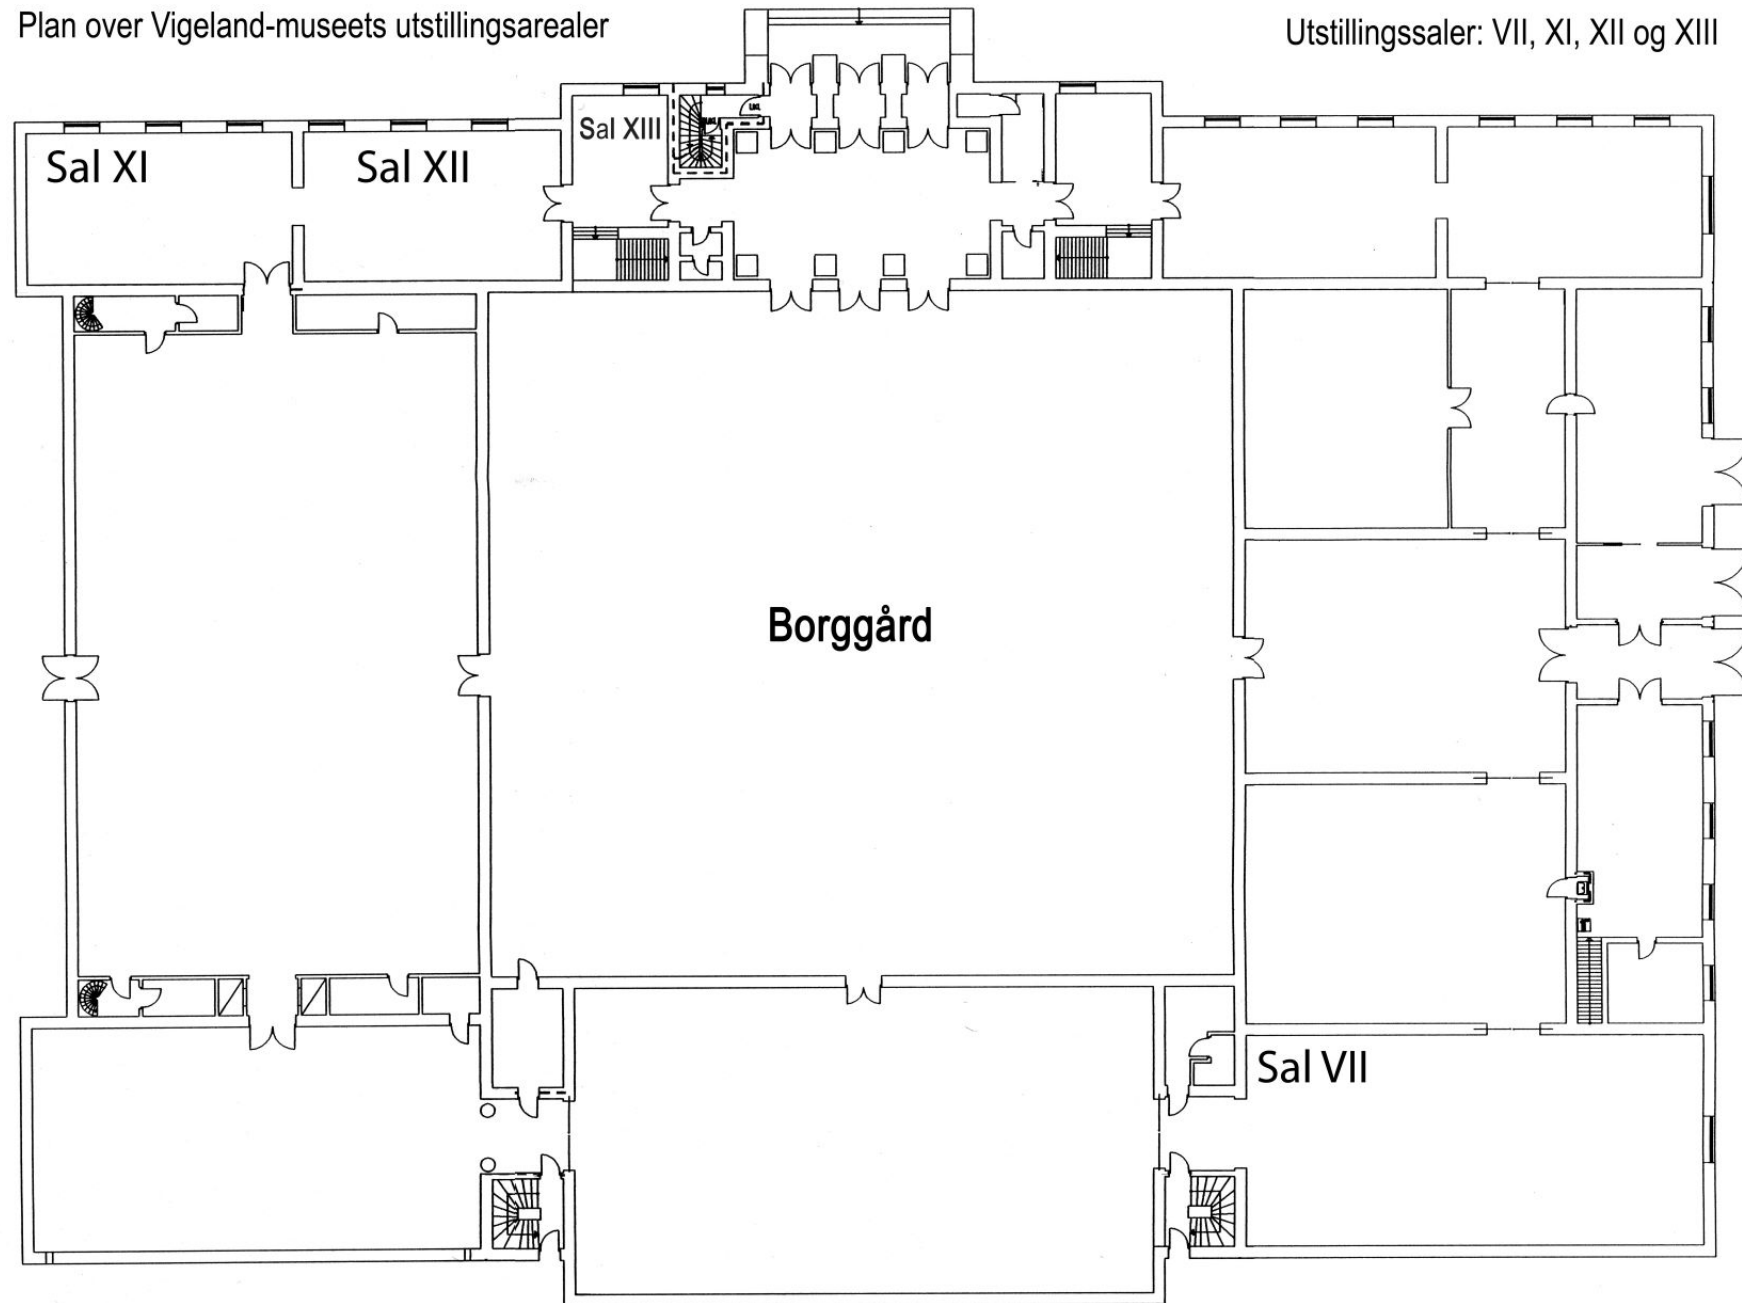 Plan over Vigeland-museets utstillingsarealer
Utstillingssaler: VII, XI, XII og XIII
Sal XI
Sal XII
Sal XIII
Borggård
Sal VII